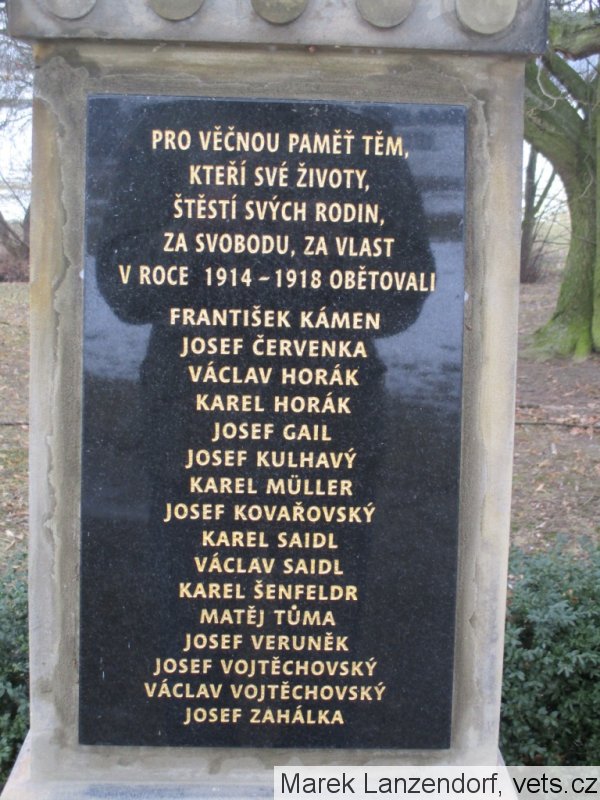 PRO VĚČNOU PAMĚŤ TĚM,
KTEŘÍ SVÉ ŽIVOTY,
ŠTĚSTÍ SVÝCH RODIN,
ZA SVOBODU, ZA VLAST
V ROCE 1914 – 1918 OBĚTOVALI
FRANTIŠEK KÁMEN
JOSEF ČERVENKA
VÁCLAV HORÁK
KAREL HORÁK
JOSEF GAIL
JOSEF KULHAVÝ
KAREL MÜLLER
JOSEF KOVAŘOVSKÝ
KAREL SAIDL
VÁCLAV SAIDL
KAREL ŠENFELDR
MATĚJ TŮMA
JOSEF VERUNĚK
JOSEF VOJTĚCHOVSKÝ
VÁCLAV VOJTĚCHOVSKÝ
JOSEF ZAHÁLKA
Marek Lanzendorf, vets.cz